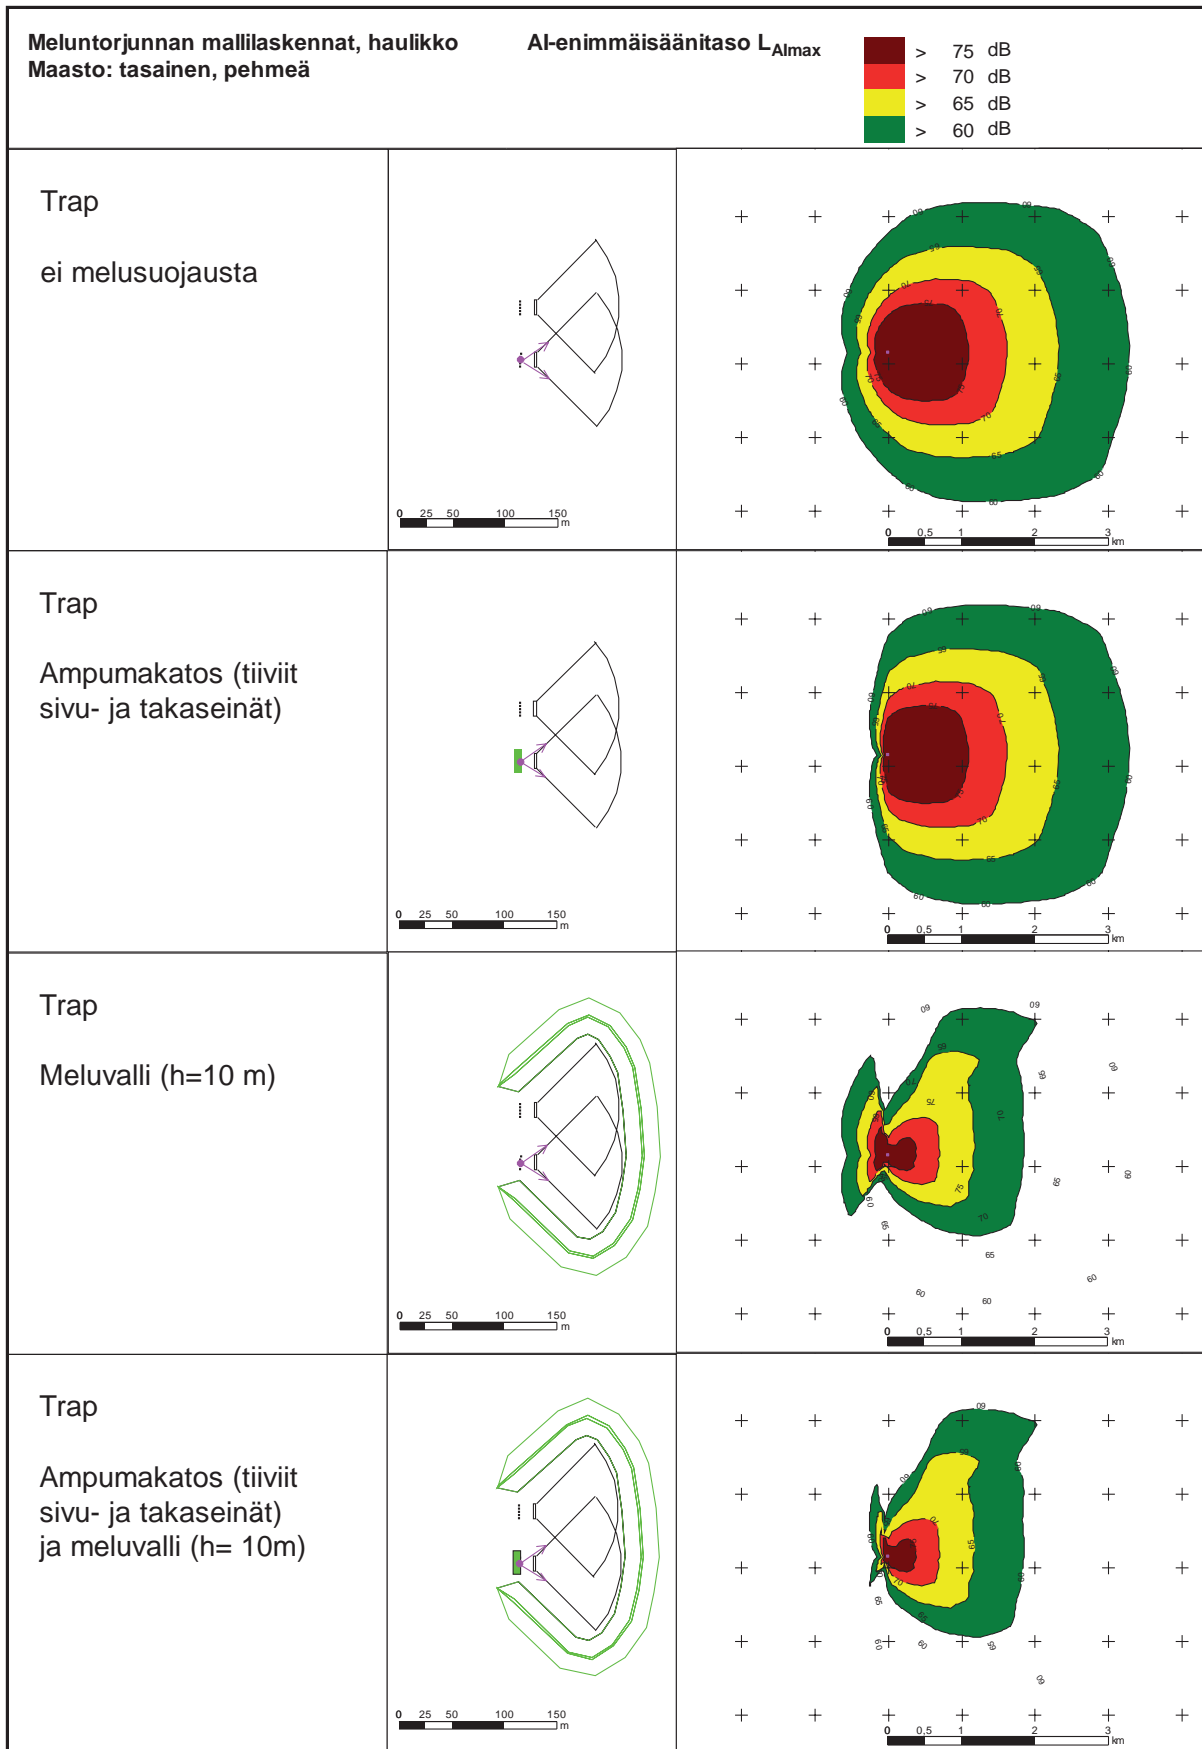 Meluntorjunnan mallilaskennat, haulikko AI-enimmäisäänitaso LAImax
Maasto: tasainen, pehmeä
> 75 dB
> 70 dB
> 65 dB
> 60 dB
Trap
ei melusuojausta
0 25 50 100 150
m
0 0,5 1 2 3
km
Trap
Ampumakatos (tiiviit
sivu- ja takaseinät)
0 25 50 100 150
m
0 0,5 1 2 3
km
Trap
Meluvalli (h=10 m)
0 25 50 100 150
m
0 0,5 1 2 3
km
Trap
Ampumakatos (tiiviit
sivu- ja takaseinät)
ja meluvalli (h= 10m)
0 25 50 100 150
m
0 0,5 1 2 3
km